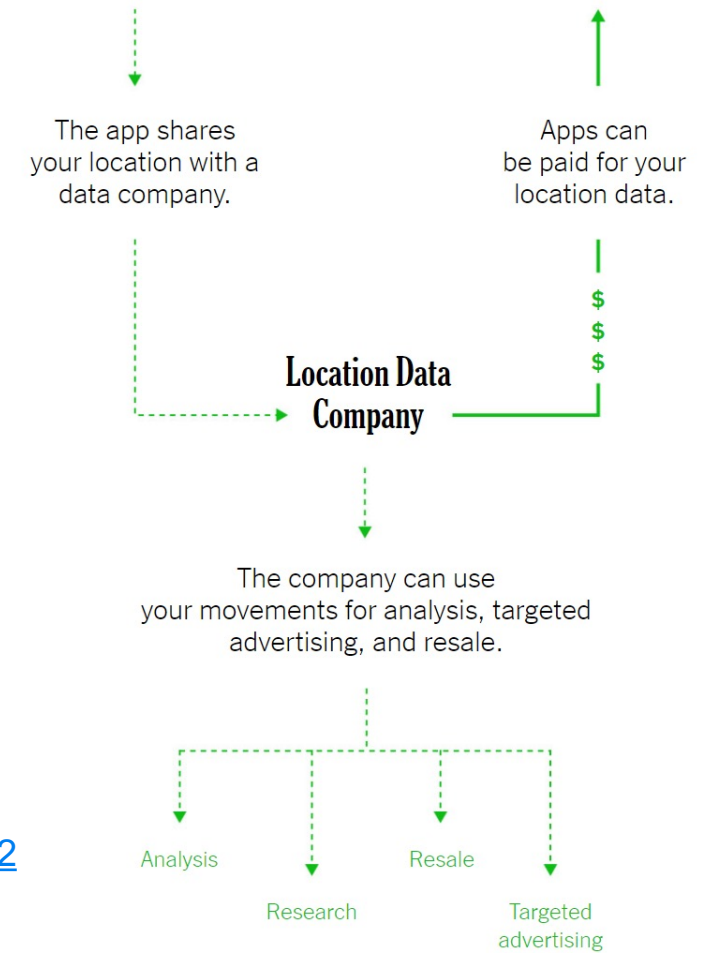 The app shares
your location with a
data company.
Apps can
be paid for your
location data.
$
$
$
Location Data
Company
The company can use
your movements for analysis, targeted
advertising, and resale.
2
Analysis
Resale
Research
Targeted
advertising